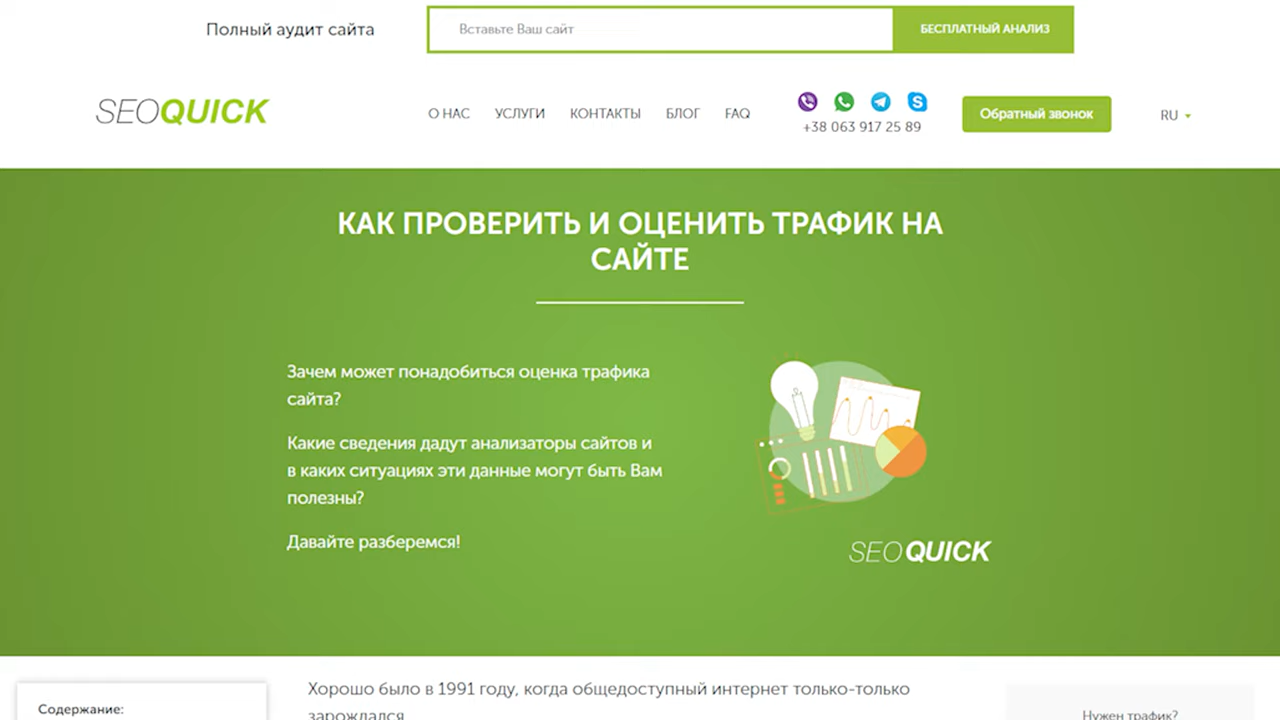 Полный аудит сайта
Вставьте Ваш сайт
БЕСПЛАТНЫЙ АНАЛИЗ
SEOQUICK
О НАС
УСЛУГИ
КОНТАКТЫ
БЛОГ
FAQ
+38 063 917 25 89
Обратный звонок
RU
КАК ПРОВЕРИТЬ И ОЦЕНИТЬ ТРАФИК НА
САЙТЕ
Зачем может понадобиться оценка трафика
сайта?
Какие сведения дадут анализаторы сайтов и
в каких ситуациях эти данные могут быть Вам
полезны?
Давайте разберемся!
SEOQUICK
Содержание:
Хорошо было в 1991 году, когда общедоступный интернет только-только
зарождался
Нужен трафик?